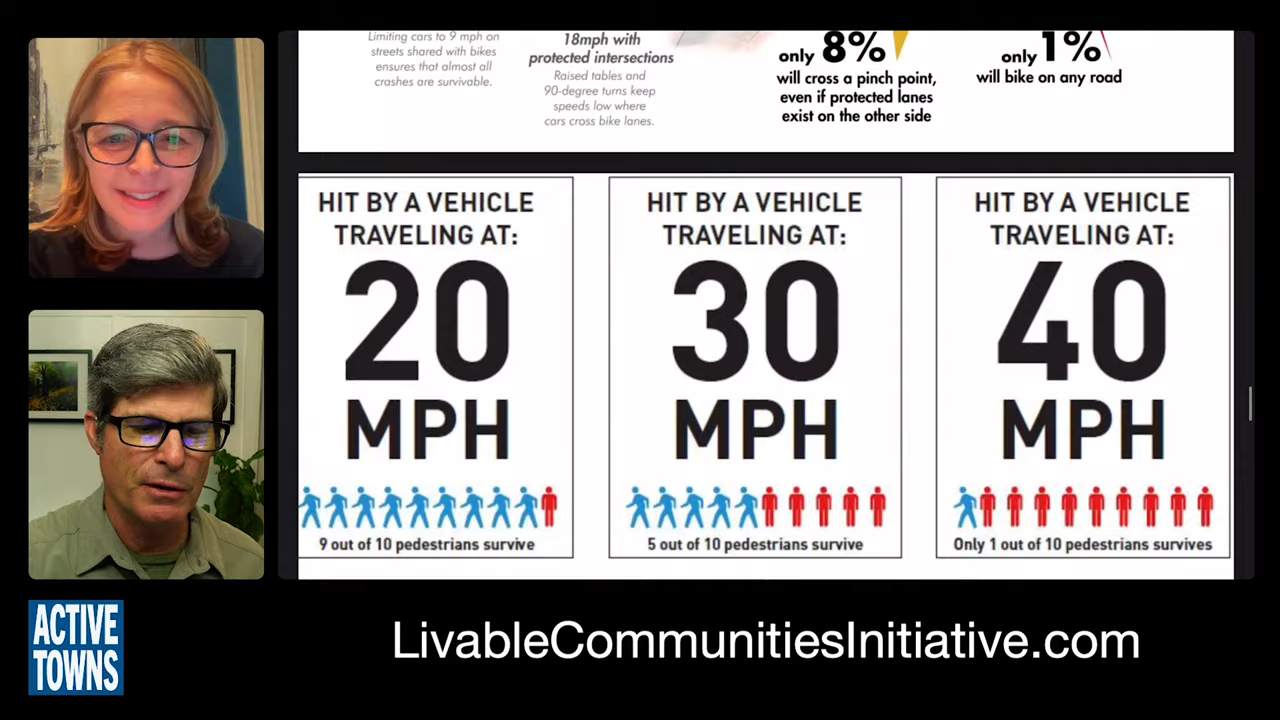 Limiting cars to 9 mph on
streets shared with bikes
ensures that almost all
crashes are survivable.
18mph with
protected intersections
Raised tables and
90-degree turns keep
speeds low where
cars cross bike lanes.
only 8%
will cross a pinch point,
even if protected lanes
exist on the other side
only 1%
will bike on any road
HIT BY A VEHICLE
TRAVELING AT:
20
MPH
9 out of 10 pedestrians survive
HIT BY A VEHICLE
TRAVELING AT:
30
MPH
5 out of 10 pedestrians survive
HIT BY A VEHICLE
TRAVELING AT:
40
MPH
Only 1 out of 10 pedestrians survives
ACTIVE
TOWNS
LivableCommunitiesInitiative.com